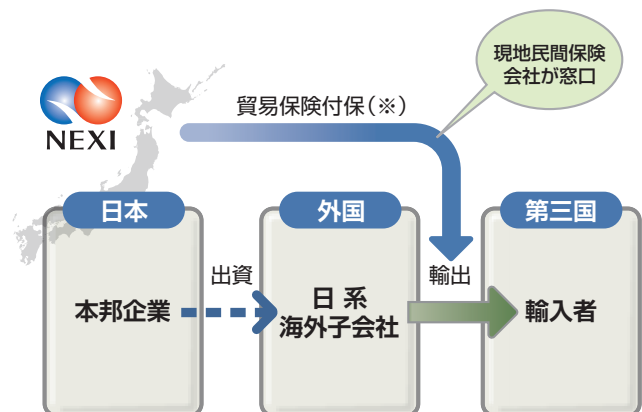 現地民間保険
会社が窓口
NEXI
貿易保険付保(※)
日本
外国
第三国
出資
輸出
本邦企業
日 系
海外子会社
輸入者